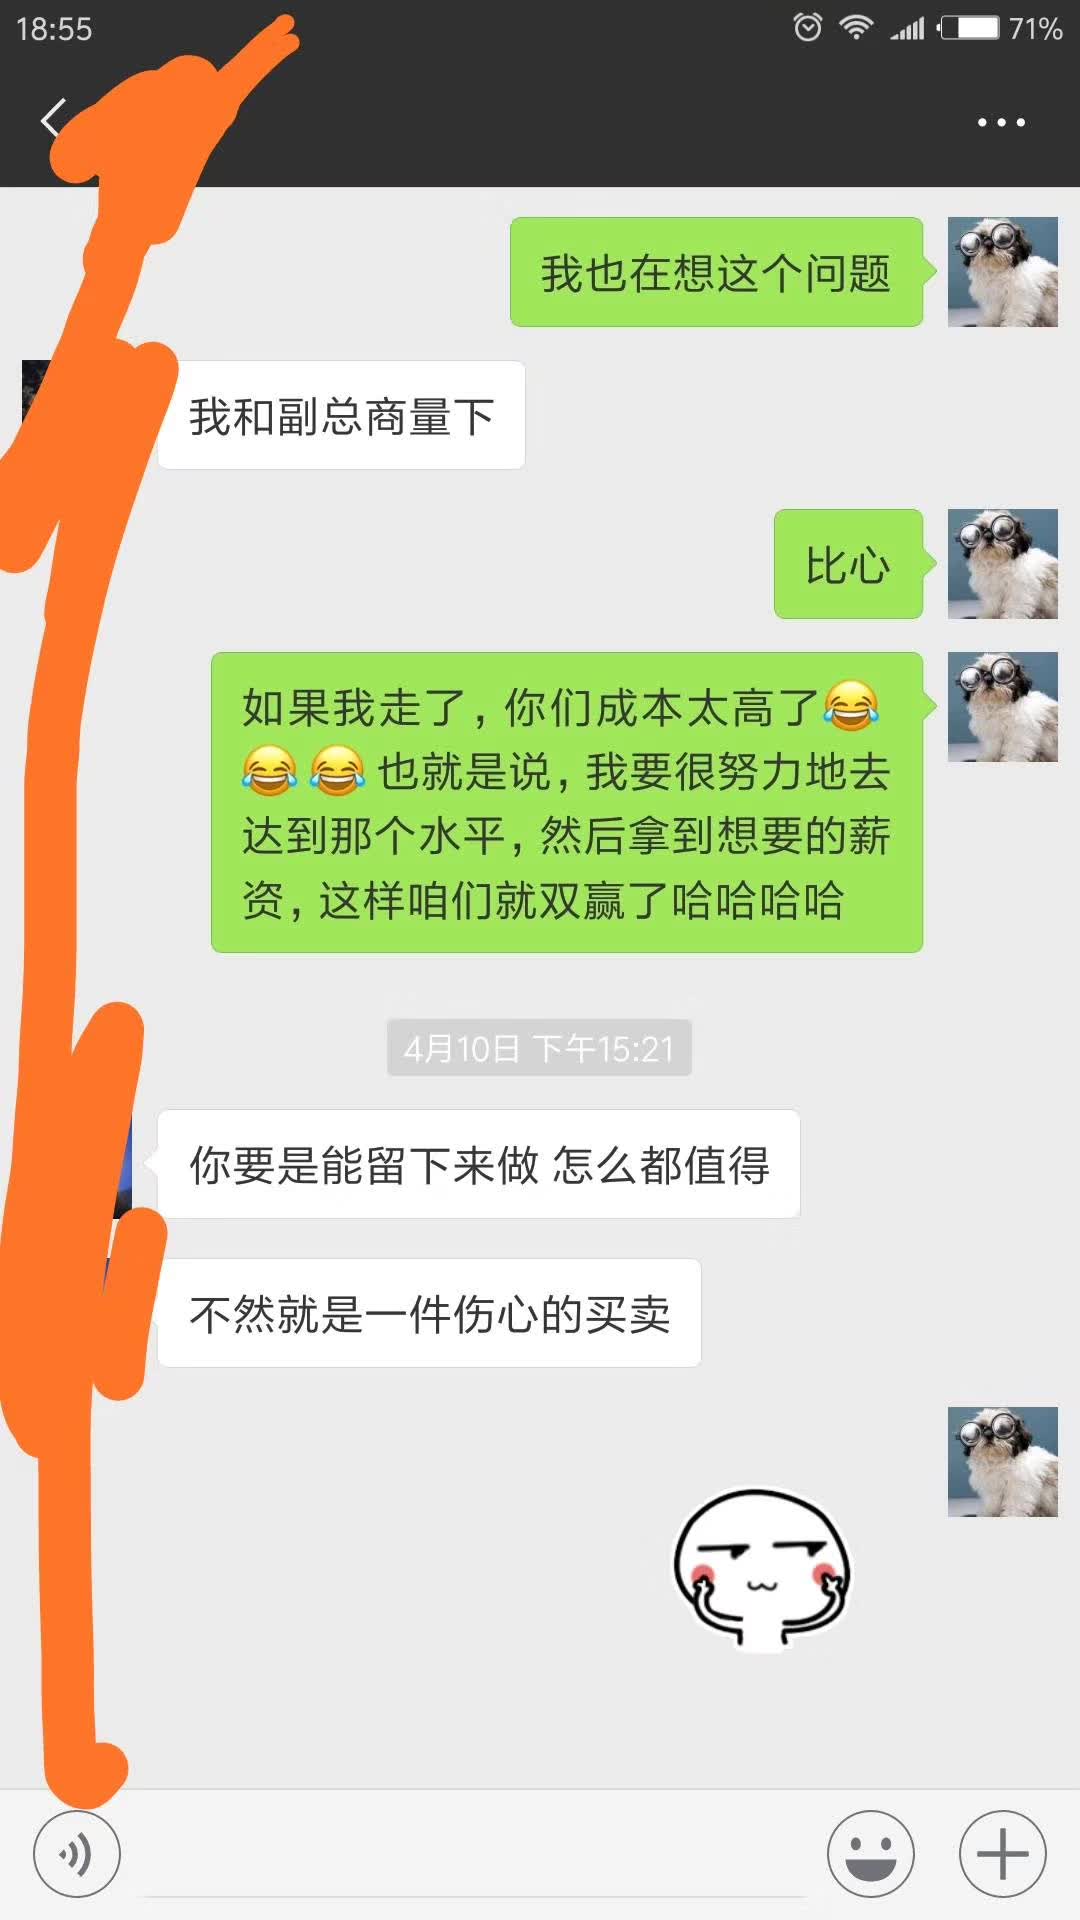 18:55
71%
我也在想这个问题
我和副总商量下
比心
如果我走了，你们成本太高了😂
😂😂也就是说，我要很努力地去
达到那个水平，然后拿到想要的薪
资，这样咱们就双赢了哈哈哈哈
4月10日 下午15:21
你要是能留下来做 怎么都值得
不然就是一件伤心的买卖